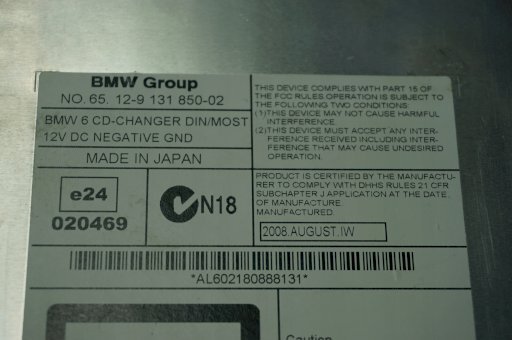 BMW Group
NO. 65. 12-9 131 850-02
BMW 6 CD-CHANGER DIN/MOST
12V DC NEGATIVE GND
MADE IN JAPAN
e24
020469
N18
THIS DEVICE COMPLIES WITH PART 15 OF
THE FCC RULES OPERATION IS SUBJECT TO
THE FOLLOWING TWO CONDITIONS:
(1)THIS DEVICE MAY NOT CAUSE HARMFUL
INTERFERENCE.
(2)THIS DEVICE MUST ACCEPT ANY INTER-
FERENCE RECEIVED INCLUDING INTER-
FERENCE THAT MAY CAUSE UNDESIRED
OPERATION.
PRODUCT IS CERTIFIED BY THE MANUFACTU-
RER TO COMPLY WITH DHHS RULES 21 CFR
SUBCHAPTER J APPLICATION AT THE DATE
OF MANUFACTURE
MANUFACTURED.
2008.AUGUST.IW
*AL602180888131*
Caution